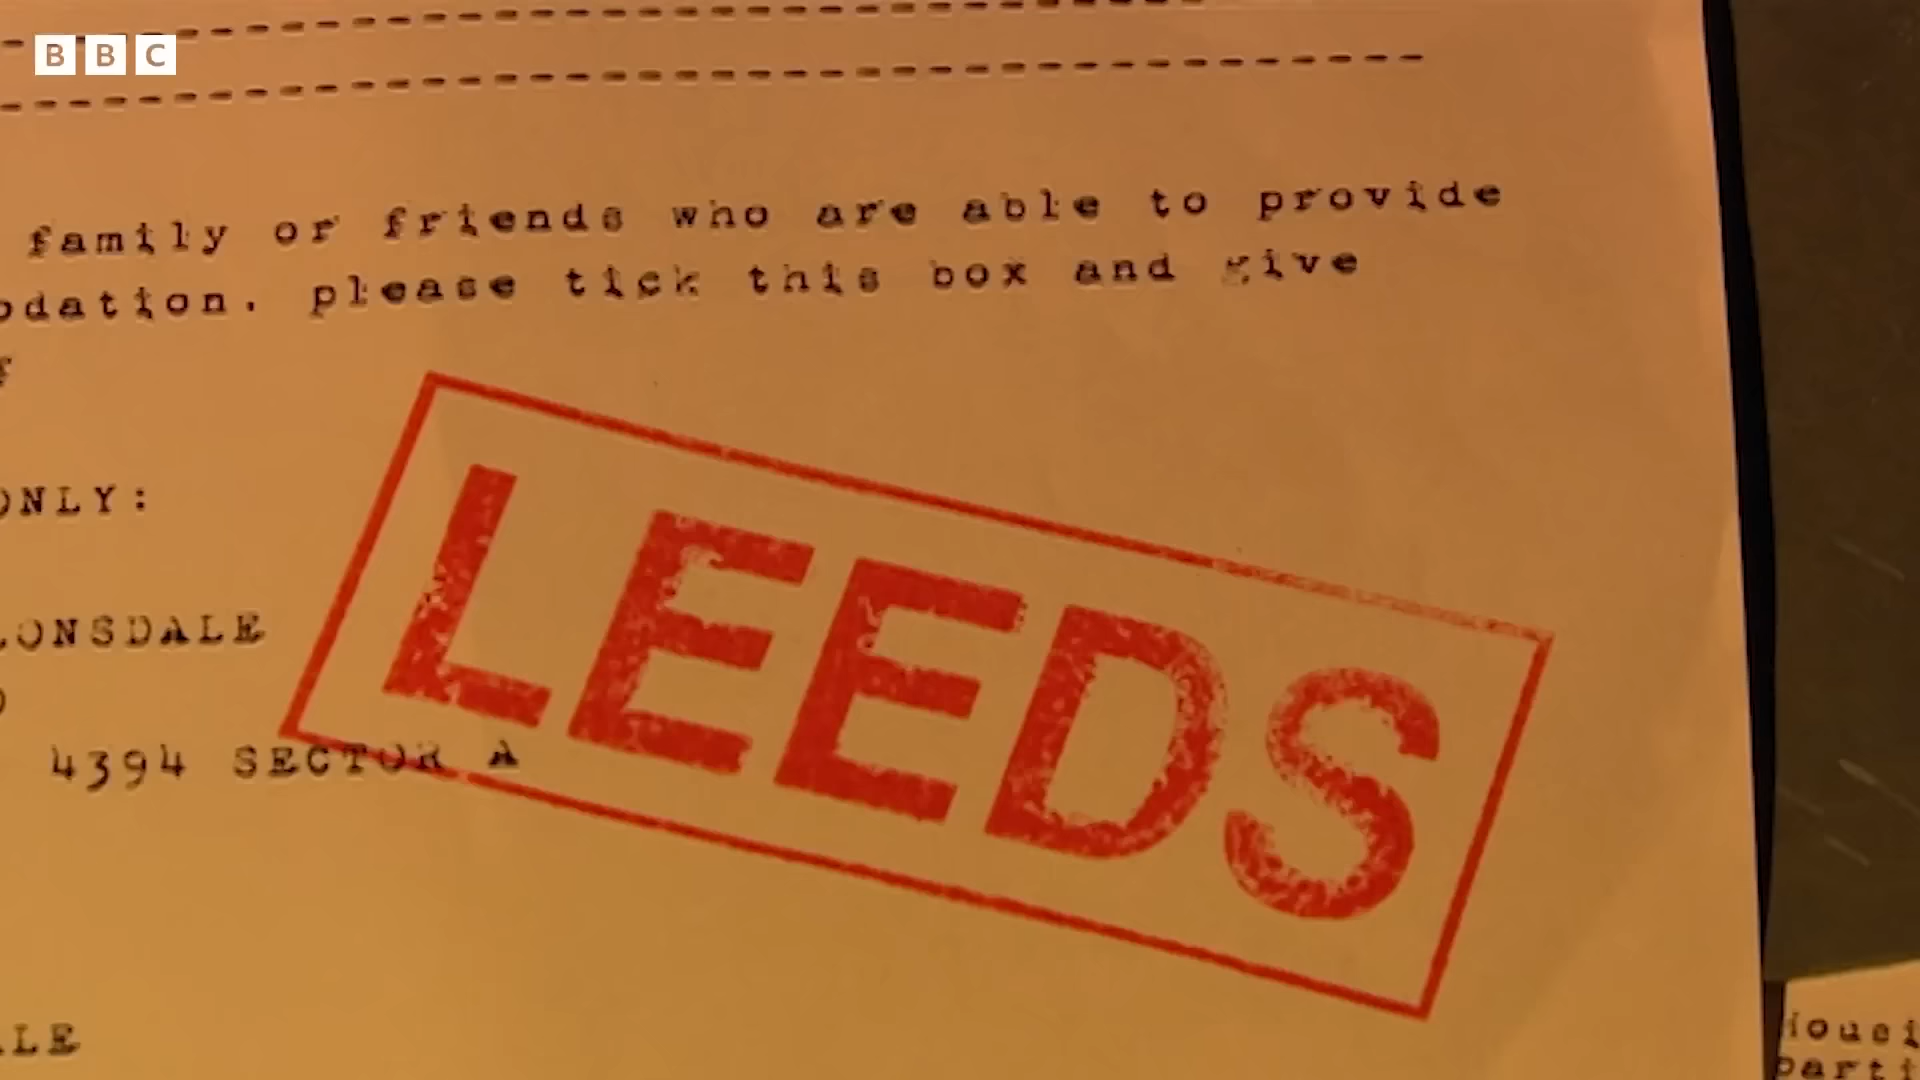 BBC
family or friends who are able to provide
odation. please tick this box and give
ONLY:
LEEDS
LONSDALE
4394 SECTOR A
LE